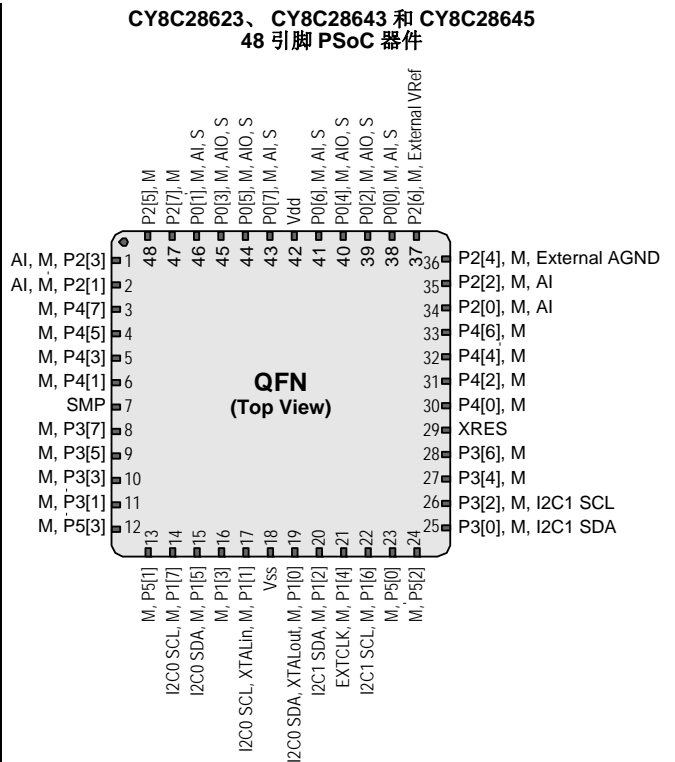 CY8C28623、 CY8C28643 和 CY8C28645
48 引脚 PSoC 器件
P2[5], M
P2[7], M
P0[1], M, AI, S
P0[3], M, AIO, S
P0[5], M, AIO, S
P0[7], M, AI, S
Vdd
P0[6], M, AI, S
P0[4], M, AIO, S
P0[2], M, AIO, S
P0[0], M, AI, S
P2[6], M, External VRef
48
47
46
45
44
43
42
41
40
39
38
37
AI, M, P2[3] 1
AI, M, P2[1] 2
M, P4[7] 3
M, P4[5] 4
M, P4[3] 5
M, P4[1] 6
SMP 7
M, P3[7] 8
M, P3[5] 9
M, P3[3] 10
M, P3[1] 11
M, P5[3] 12
QFN
(Top View)
36 P2[4], M, External AGND
35 P2[2], M, AI
34 P2[0], M, AI
33 P4[6], M
32 P4[4], M
31 P4[2], M
30 P4[0], M
29 XRES
28 P3[6], M
27 P3[4], M
26 P3[2], M, I2C1 SCL
25 P3[0], M, I2C1 SDA
13
14
15
16
17
18
19
20
21
22
23
24
M, P5[1]
I2C0 SCL, M, P1[7]
I2C0 SDA, M, P1[5]
M, P1[3]
I2C0 SCL, XTALin, M, P1[1]
Vss
I2C0 SDA, XTALout, M, P1[0]
I2C1 SDA, M, P1[2]
EXTCLK, M, P1[4]
I2C1 SCL, M, P1[6]
M, P5[0]
M, P5[2]